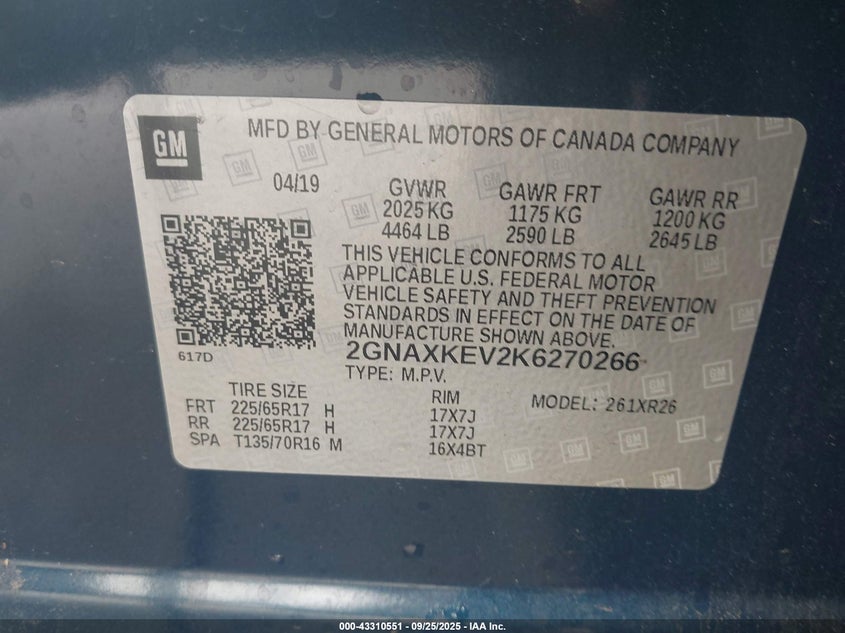 GM
MFD BY GENERAL MOTORS OF CANADA COMPANY
04/19
GVWR
2025 KG
4464 LB
GAWR FRT
1175 KG
2590 LB
GAWR RR
1200 KG
2645 LB
THIS VEHICLE CONFORMS TO ALL
APPLICABLE U.S. FEDERAL MOTOR
VEHICLE SAFETY AND THEFT PREVENTION
STANDARDS IN EFFECT ON THE DATE OF
MANUFACTURE SHOWN ABOVE.
617D
2GNAXKEV2K6270266
TYPE: M.P.V.
TIRE SIZE RIM MODEL: 261XR26
FRT 225/65R17 H 17X7J
RR 225/65R17 H 17X7J
SPA T135/70R16 M 16X4BT
000-43310551 - 09/25/2025 - IAA Inc.